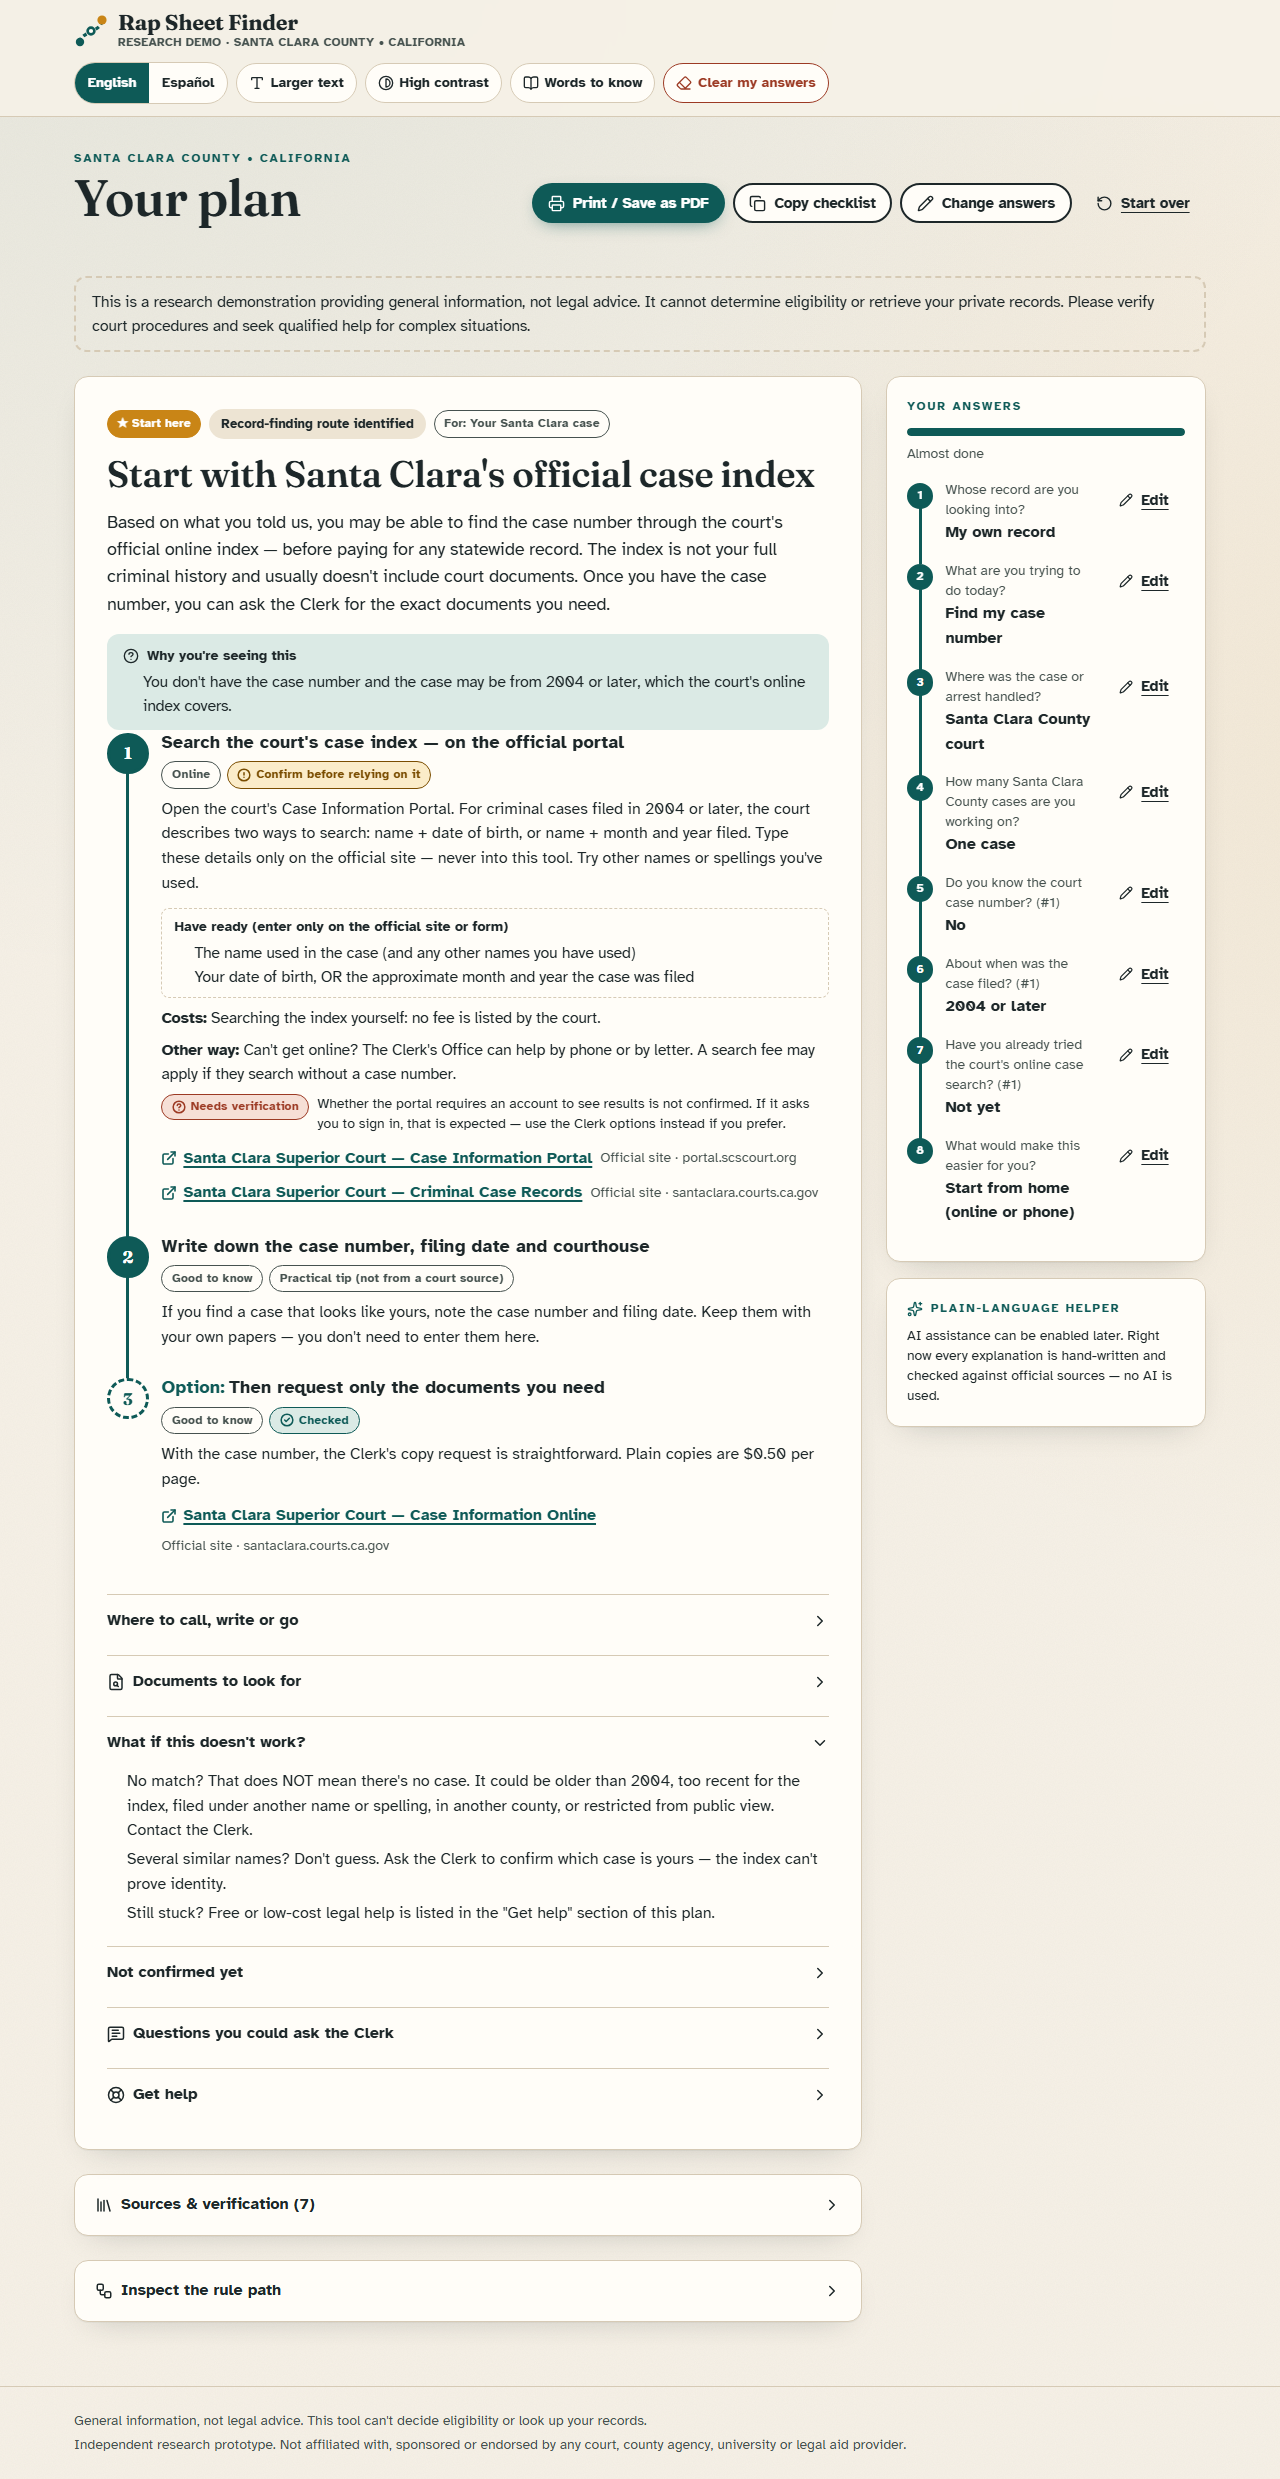 Rap Sheet Finder
RESEARCH DEMO · SANTA CLARA COUNTY • CALIFORNIA
English
Español
Larger text
High contrast
Words to know
Clear my answers
SANTA CLARA COUNTY • CALIFORNIA
Your plan
Print / Save as PDF
Copy checklist
Change answers
Start over
This is a research demonstration providing general information, not legal advice. It cannot determine eligibility or retrieve your private records. Please verify
court procedures and seek qualified help for complex situations.
★ Start here
Record-finding route identified
For: Your Santa Clara case
Start with Santa Clara's official case index
Based on what you told us, you may be able to find the case number through the court's
official online index — before paying for any statewide record. The index is not your full
criminal history and usually doesn't include court documents. Once you have the case
number, you can ask the Clerk for the exact documents you need.
Why you're seeing this
You don't have the case number and the case may be from 2004 or later, which the court's online
index covers.
1
Search the court's case index — on the official portal
Online
Confirm before relying on it
Open the court's Case Information Portal. For criminal cases filed in 2004 or later, the court
describes two ways to search: name + date of birth, or name + month and year filed. Type
these details only on the official site — never into this tool. Try other names or spellings you've
used.
Have ready (enter only on the official site or form)
The name used in the case (and any other names you have used)
Your date of birth, OR the approximate month and year the case was filed
Costs: Searching the index yourself: no fee is listed by the court.
Other way: Can't get online? The Clerk's Office can help by phone or by letter. A search fee may
apply if they search without a case number.
Needs verification
Whether the portal requires an account to see results is not confirmed. If it asks
you to sign in, that is expected — use the Clerk options instead if you prefer.
Santa Clara Superior Court — Case Information Portal Official site · portal.scscourt.org
Santa Clara Superior Court — Criminal Case Records Official site · santaclara.courts.ca.gov
2
Write down the case number, filing date and courthouse
Good to know
Practical tip (not from a court source)
If you find a case that looks like yours, note the case number and filing date. Keep them with
your own papers — you don't need to enter them here.
3
Option: Then request only the documents you need
Good to know
Checked
With the case number, the Clerk's copy request is straightforward. Plain copies are $0.50 per
page.
Santa Clara Superior Court — Case Information Online
Official site · santaclara.courts.ca.gov
Where to call, write or go
Documents to look for
What if this doesn't work?
No match? That does NOT mean there's no case. It could be older than 2004, too recent for the
index, filed under another name or spelling, in another county, or restricted from public view.
Contact the Clerk.
Several similar names? Don't guess. Ask the Clerk to confirm which case is yours — the index can't
prove identity.
Still stuck? Free or low-cost legal help is listed in the "Get help" section of this plan.
Not confirmed yet
Questions you could ask the Clerk
Get help
Sources & verification (7)
Inspect the rule path
YOUR ANSWERS
Almost done
1
Whose record are you
looking into?
My own record
Edit
2
What are you trying to
do today?
Find my case
number
Edit
3
Where was the case or
arrest handled?
Santa Clara County
court
Edit
4
How many Santa Clara
County cases are you
working on?
One case
Edit
5
Do you know the court
case number? (#1)
No
Edit
6
About when was the
case filed? (#1)
2004 or later
Edit
7
Have you already tried
the court's online case
search? (#1)
Not yet
Edit
8
What would make this
easier for you?
Start from home
(online or phone)
Edit
PLAIN-LANGUAGE HELPER
AI assistance can be enabled later. Right
now every explanation is hand-written and
checked against official sources — no AI is
used.
General information, not legal advice. This tool can't decide eligibility or look up your records.
Independent research prototype. Not affiliated with, sponsored or endorsed by any court, county agency, university or legal aid provider.